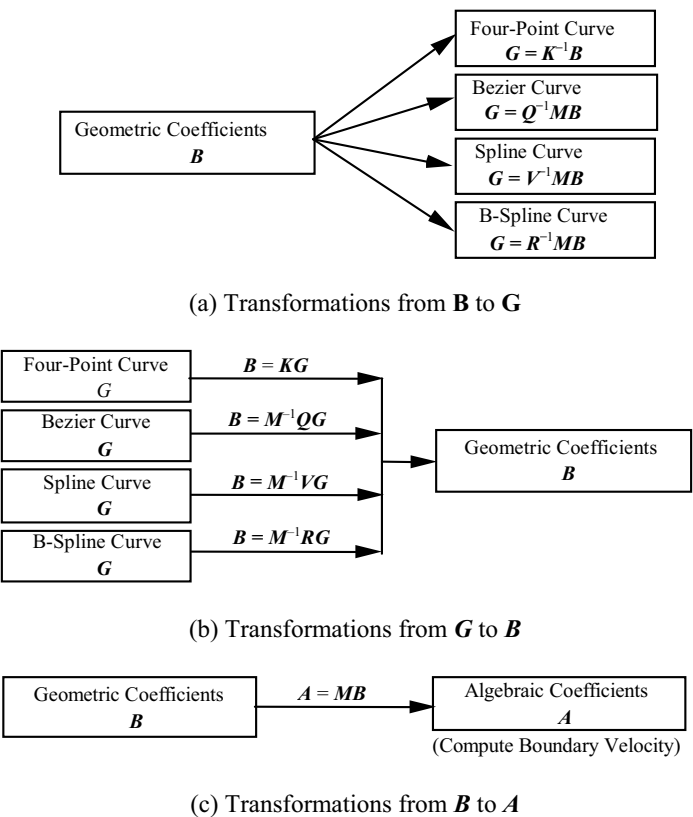 Four-Point Curve
G = K⁻¹B
Bezier Curve
G = Q⁻¹MB
Geometric Coefficients
B
Spline Curve
G = V⁻¹MB
B-Spline Curve
G = R⁻¹MB
(a) Transformations from B to G
Four-Point Curve
G
B = KG
Bezier Curve
G
B = M⁻¹QG
Geometric Coefficients
B
Spline Curve
G
B = M⁻¹VG
B-Spline Curve
G
B = M⁻¹RG
(b) Transformations from G to B
Geometric Coefficients
B
A = MB
Algebraic Coefficients
A
(Compute Boundary Velocity)
(c) Transformations from B to A